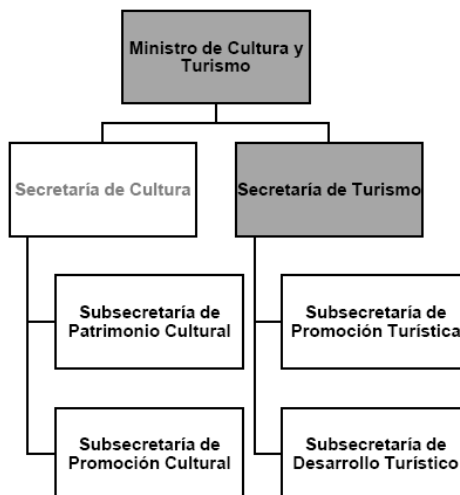 Ministro de Cultura y
Turismo
Secretaría de Cultura
Secretaría de Turismo
Subsecretaría de
Patrimonio Cultural
Subsecretaría de
Promoción Turística
Subsecretaría de
Promoción Cultural
Subsecretaría de
Desarrollo Turístico